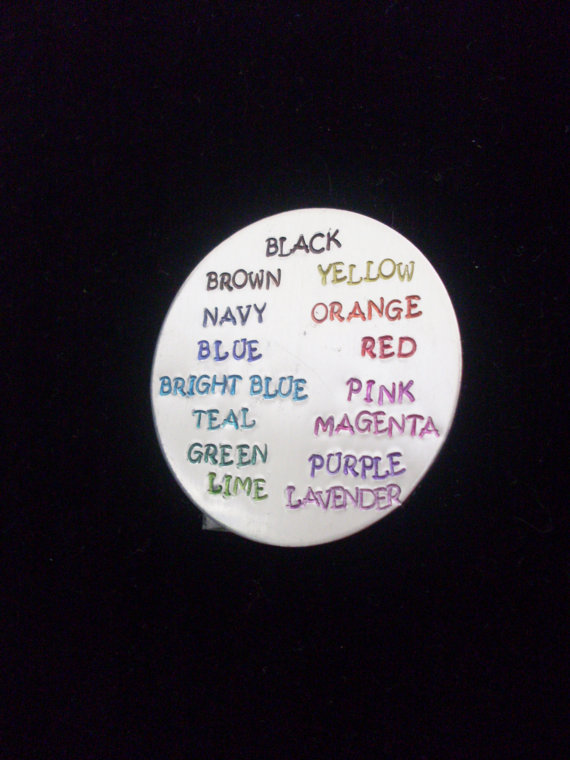 BLACK
BROWN YELLOW
NAVY ORANGE
BLUE RED
BRIGHT BLUE PINK
TEAL MAGENTA
GREEN PURPLE
LIME LAVENDER